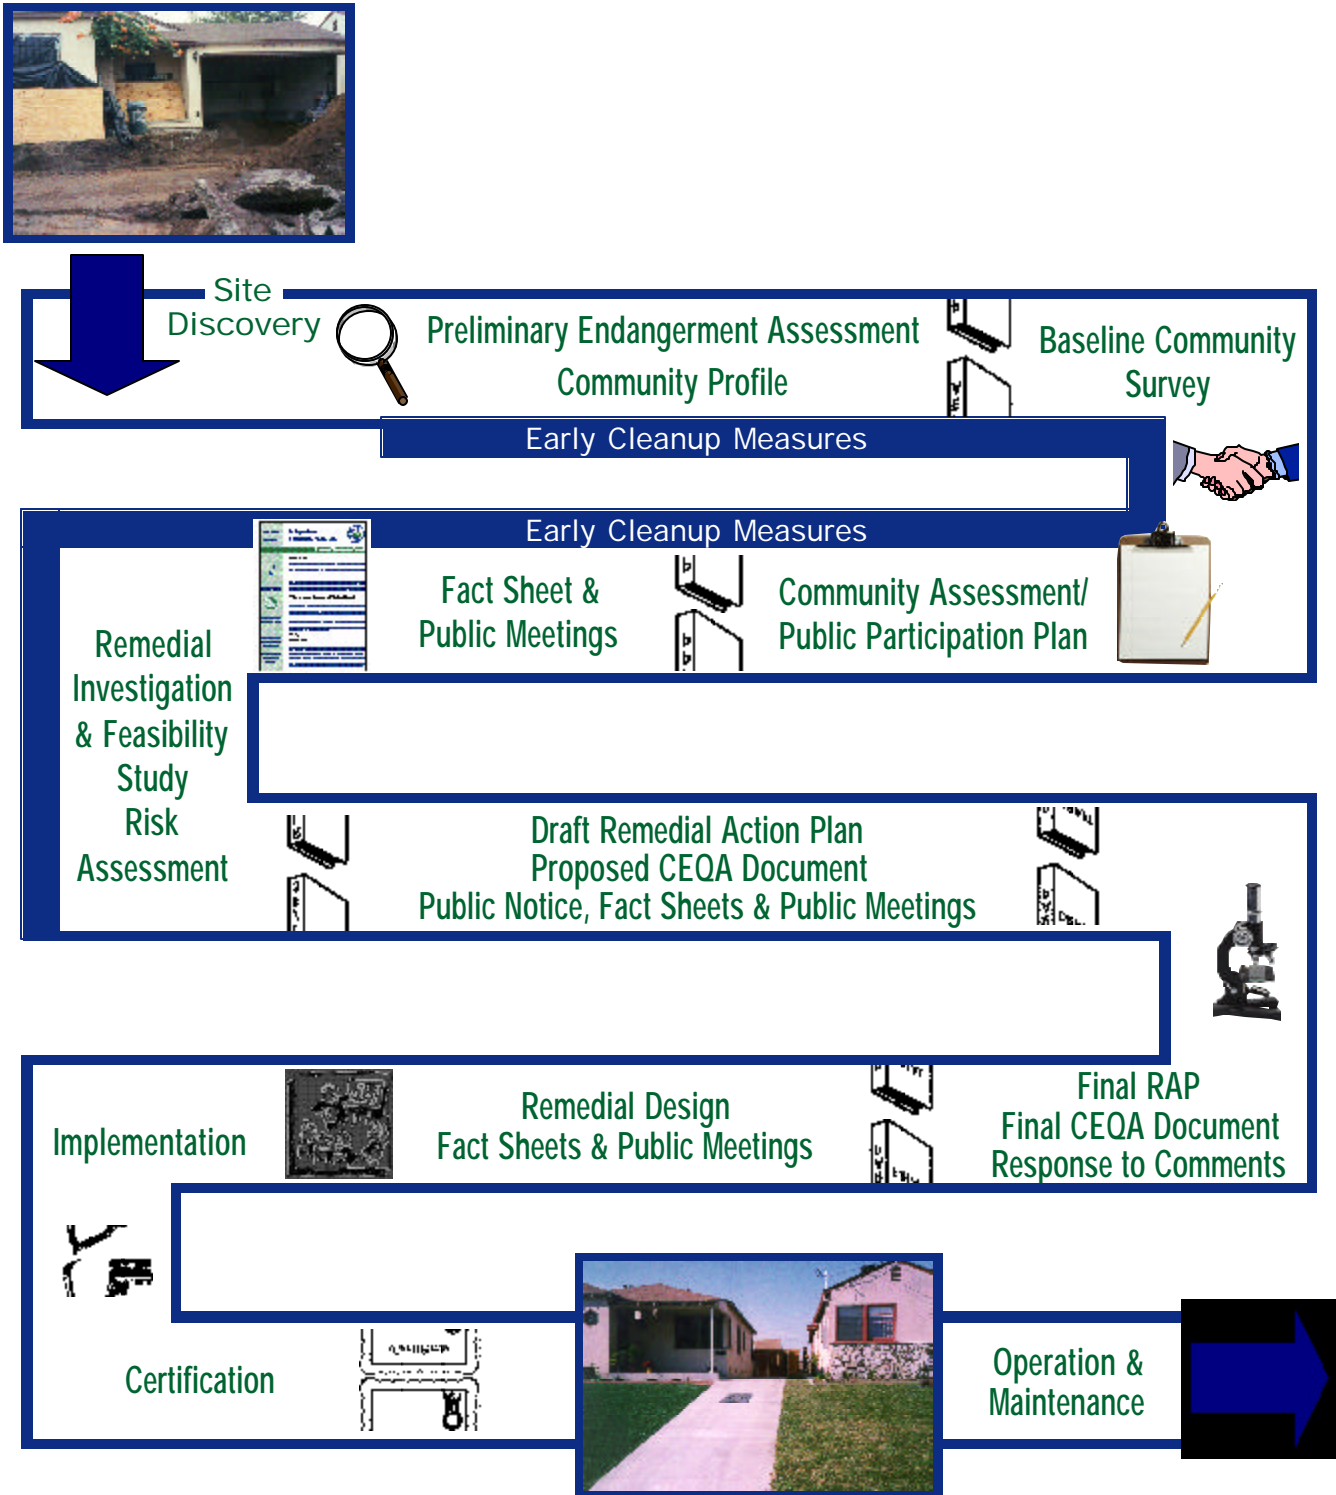 Site
Discovery
Preliminary Endangerment Assessment
Community Profile
Baseline Community
Survey
Early Cleanup Measures
Early Cleanup Measures
Community Assessment/
Public Participation Plan
Fact Sheet &
Public Meetings
Remedial
Investigation
& Feasibility
Study
Risk
Assessment
Draft Remedial Action Plan
Proposed CEQA Document
Public Notice, Fact Sheets & Public Meetings
Final RAP
Final CEQA Document
Response to Comments
Remedial Design
Fact Sheets & Public Meetings
Implementation
Certification
Operation &
Maintenance